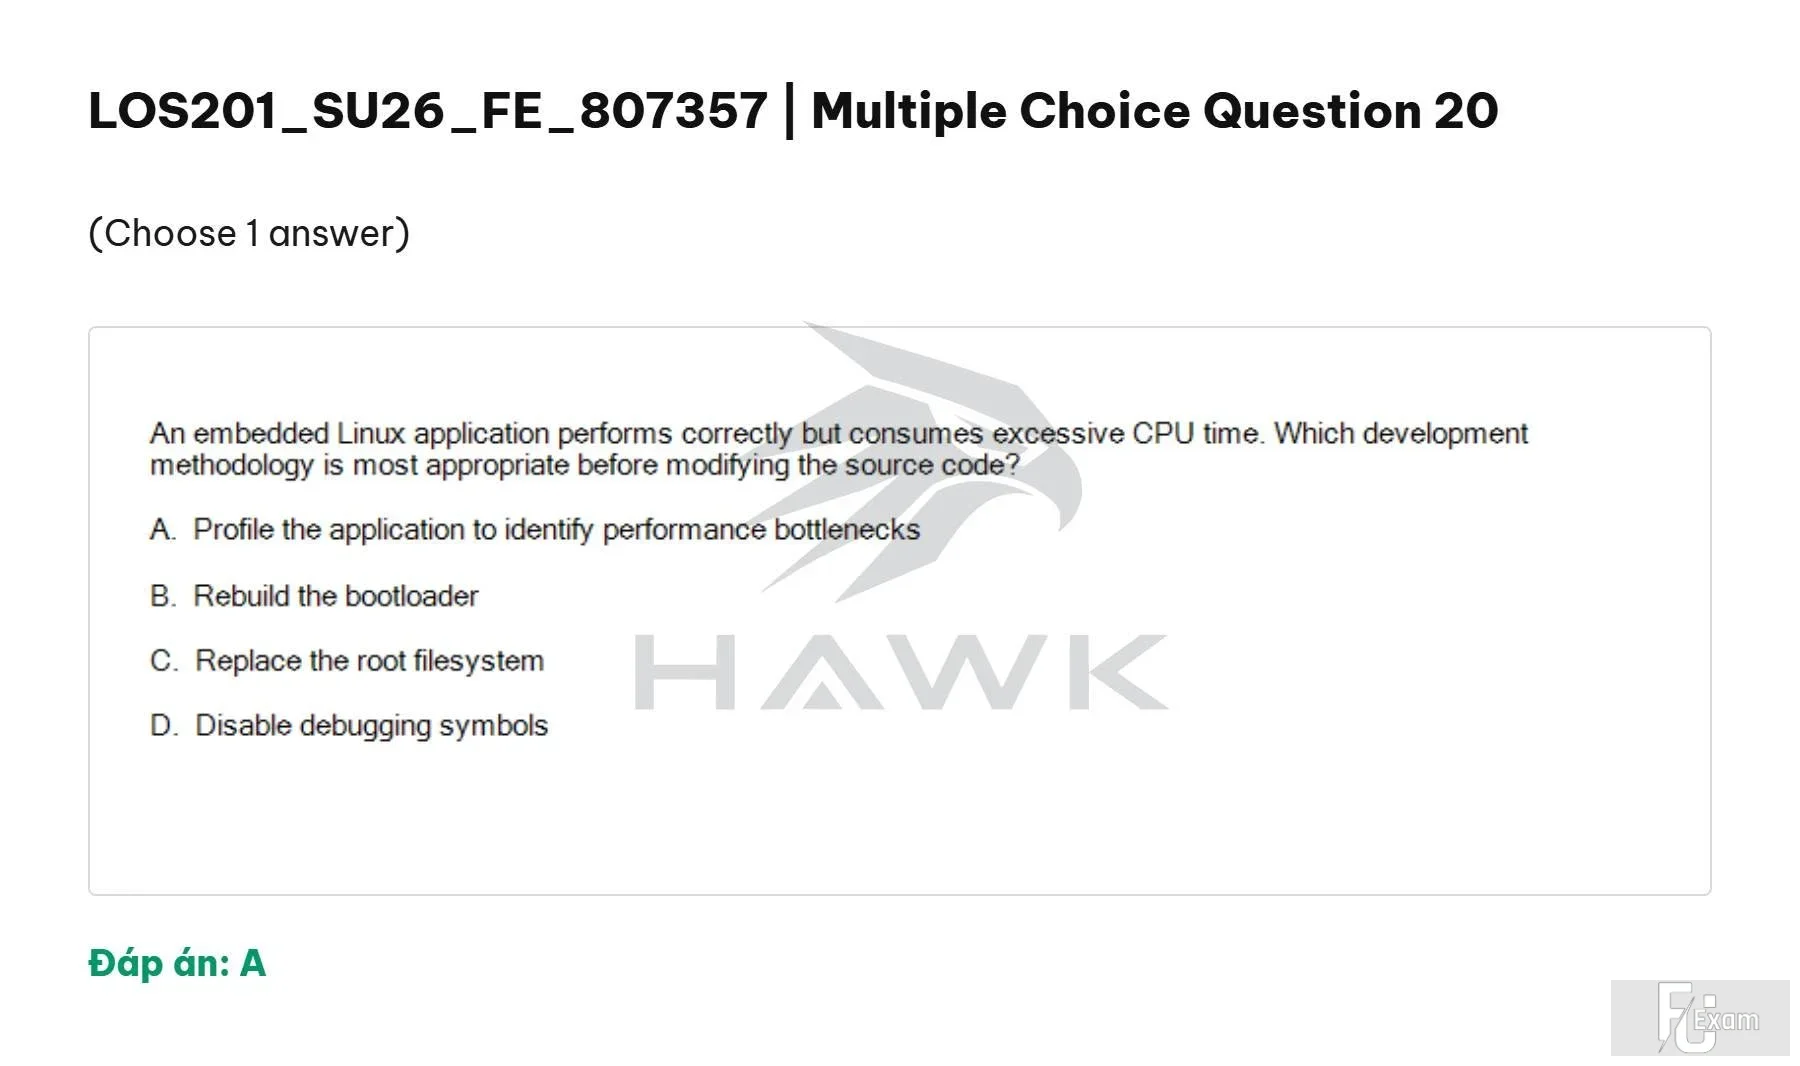 LOS201_SU26_FE_807357 | Multiple Choice Question 20
(Choose 1 answer)
An embedded Linux application performs correctly but consumes excessive CPU time. Which development
methodology is most appropriate before modifying the source code?
A. Profile the application to identify performance bottlenecks
B. Rebuild the bootloader
C. Replace the root filesystem
D. Disable debugging symbols
HAWK
Đáp án: A
FU Exam